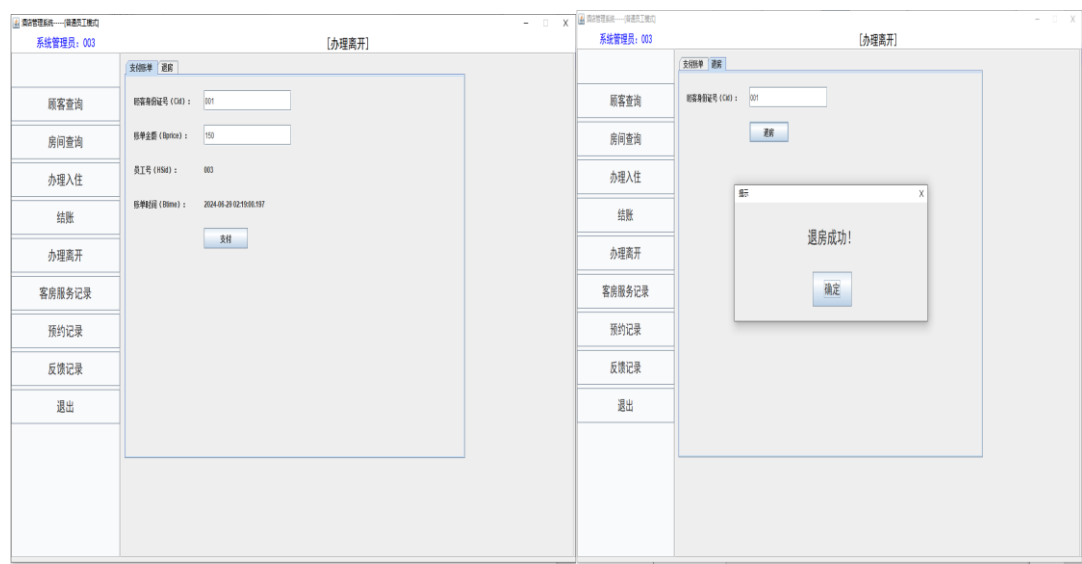 酒店管理系统-----(普通员工模式)
系统管理员：003
[办理离开]
顾客查询
房间查询
办理入住
结账
办理离开
客房服务记录
预约记录
反馈记录
退出
支付账单 退房
顾客身份证号（Cid）： 001
账单金额（Bprice）： 150
员工号（HSid）： 003
账单时间（Btime）： 2024-06-29 02:19:00.197
支付
酒店管理系统-----(普通员工模式)
系统管理员：003
[办理离开]
顾客查询
房间查询
办理入住
结账
办理离开
客房服务记录
预约记录
反馈记录
退出
支付账单 退房
顾客身份证号（Cid）： 001
退房
提示 X
退房成功！
确定